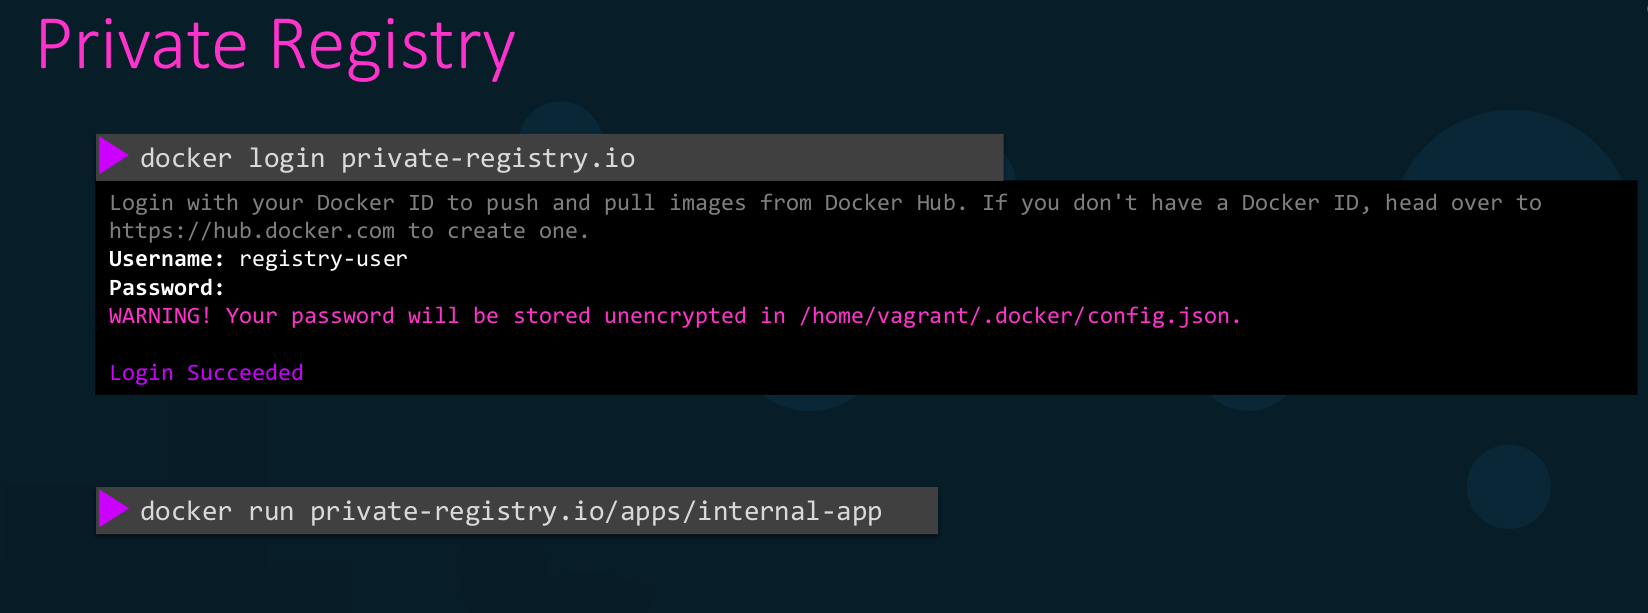 Private Registry
docker login private-registry.io
Login with your Docker ID to push and pull images from Docker Hub. If you don't have a Docker ID, head over to
https://hub.docker.com to create one.
Username: registry-user
Password:
WARNING! Your password will be stored unencrypted in /home/vagrant/.docker/config.json.
Login Succeeded
docker run private-registry.io/apps/internal-app